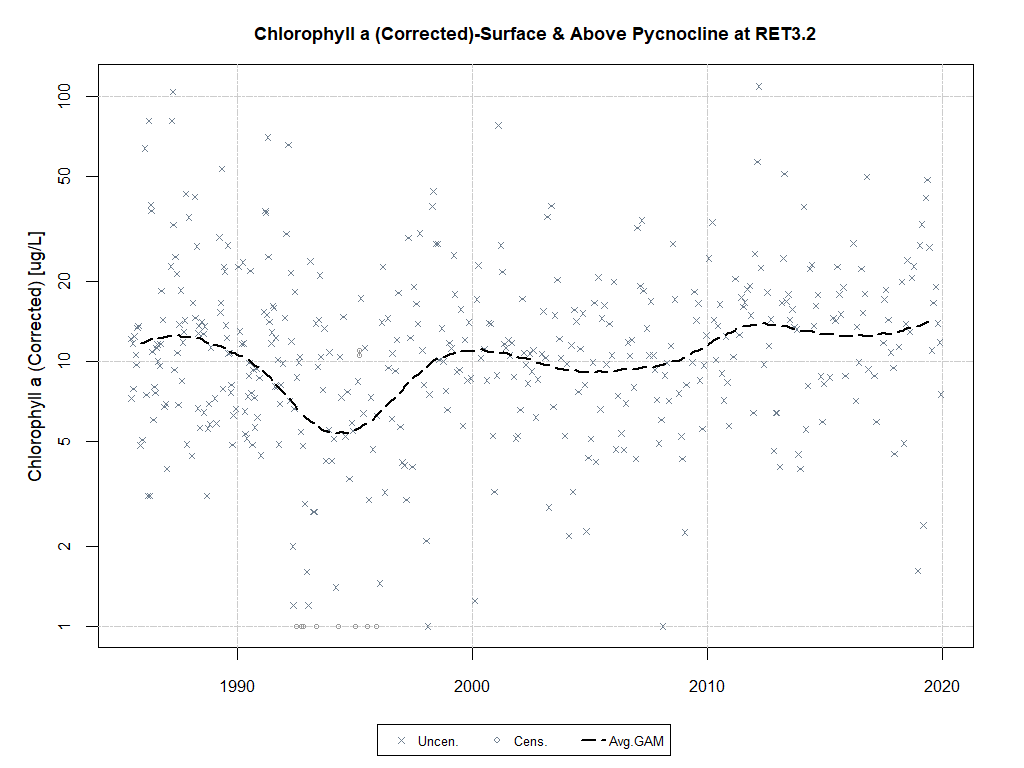 Chlorophyll a (Corrected)-Surface & Above Pycnocline at RET3.2
Chlorophyll a (Corrected) [ug/L]
100
50
20
10
5
2
1
1990 2000 2010 2020
Uncen. Cens. Avg.GAM